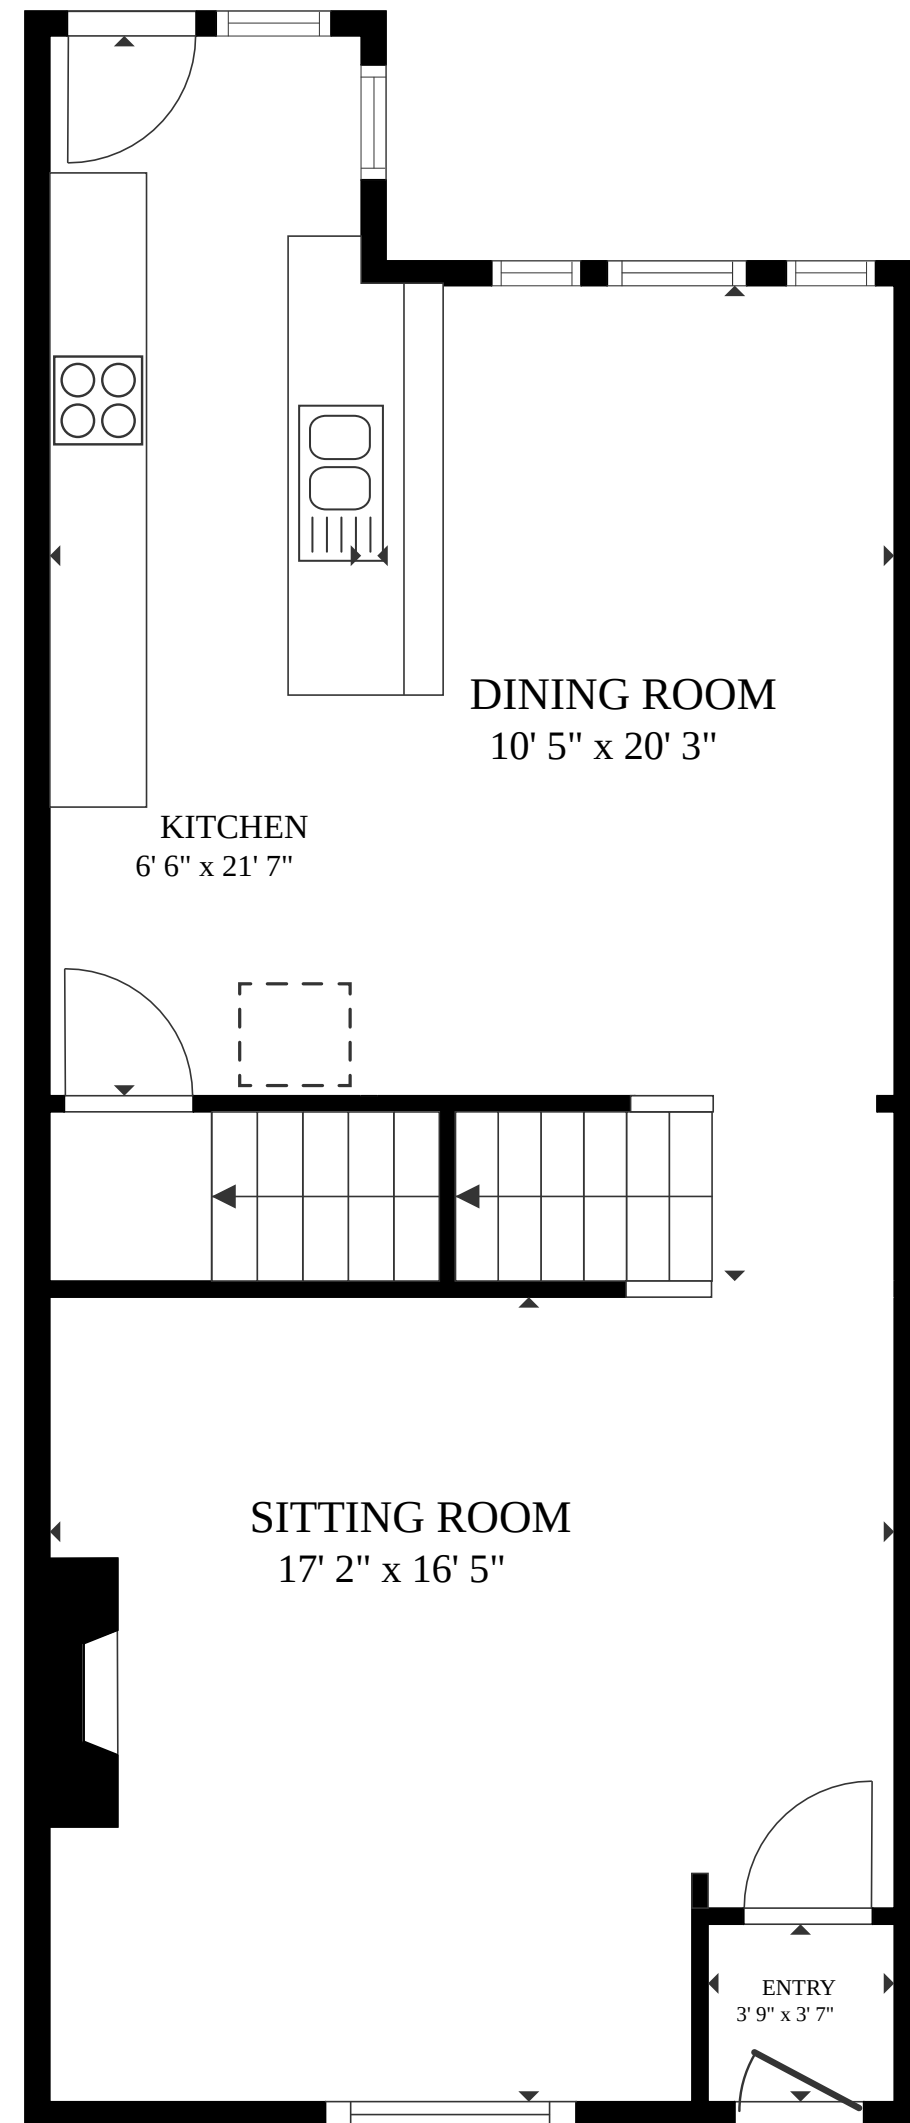 DINING ROOM
10' 5" x 20' 3"
KITCHEN
6' 6" x 21' 7"
SITTING ROOM
17' 2" x 16' 5"
ENTRY
3' 9" x 3' 7"